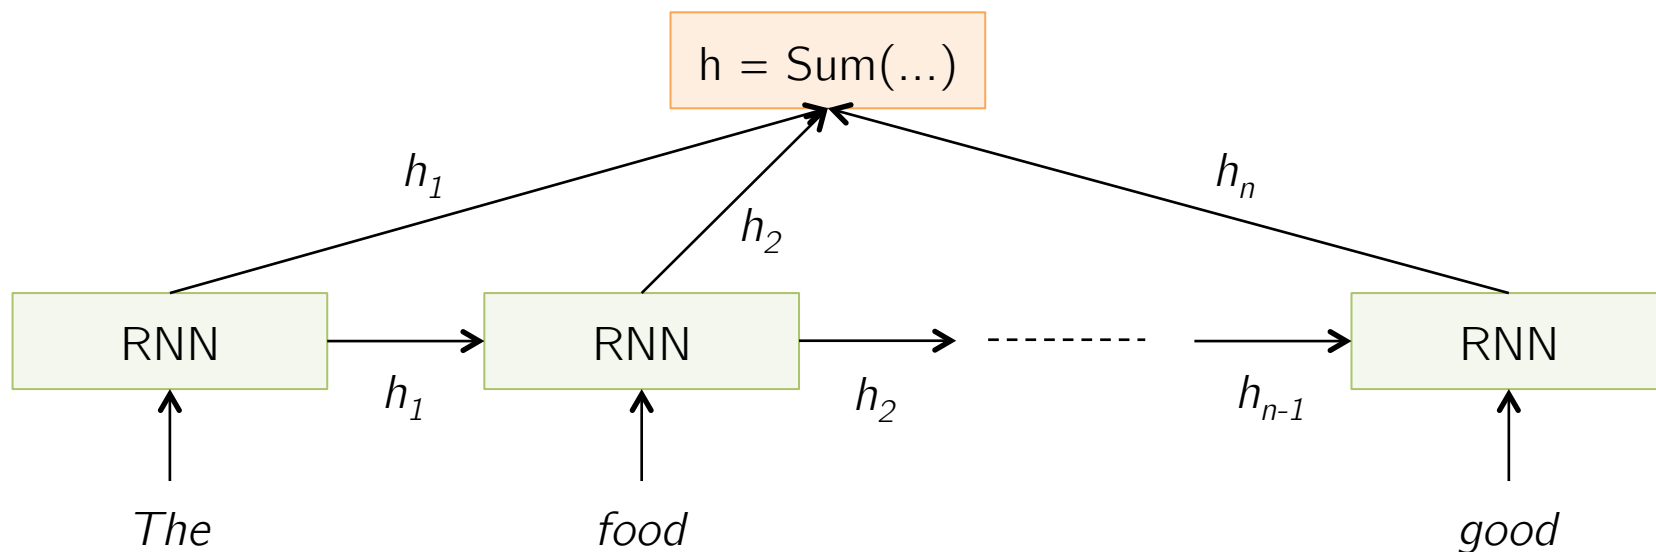 h = Sum(...)
h₁
hₙ
h₂
RNN RNN RNN
h₁ h₂ hₙ₋₁
The food good